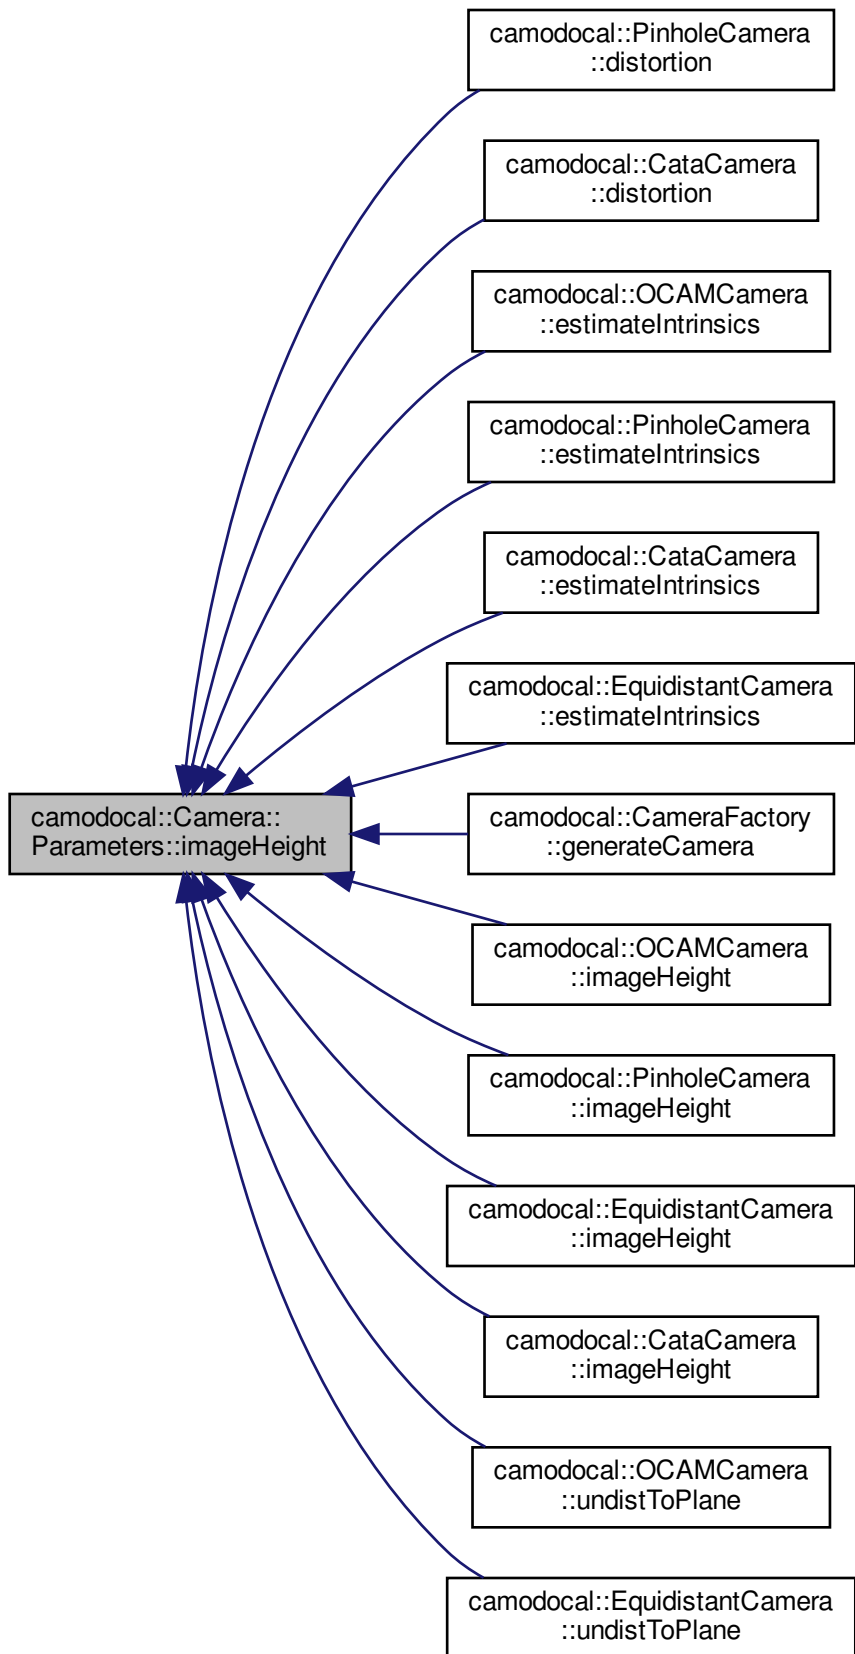 camodocal::PinholeCamera
::distortion
camodocal::CataCamera
::distortion
camodocal::OCAMCamera
::estimateIntrinsics
camodocal::PinholeCamera
::estimateIntrinsics
camodocal::CataCamera
::estimateIntrinsics
camodocal::EquidistantCamera
::estimateIntrinsics
camodocal::Camera::
Parameters::imageHeight
camodocal::CameraFactory
::generateCamera
camodocal::OCAMCamera
::imageHeight
camodocal::PinholeCamera
::imageHeight
camodocal::EquidistantCamera
::imageHeight
camodocal::CataCamera
::imageHeight
camodocal::OCAMCamera
::undistToPlane
camodocal::EquidistantCamera
::undistToPlane